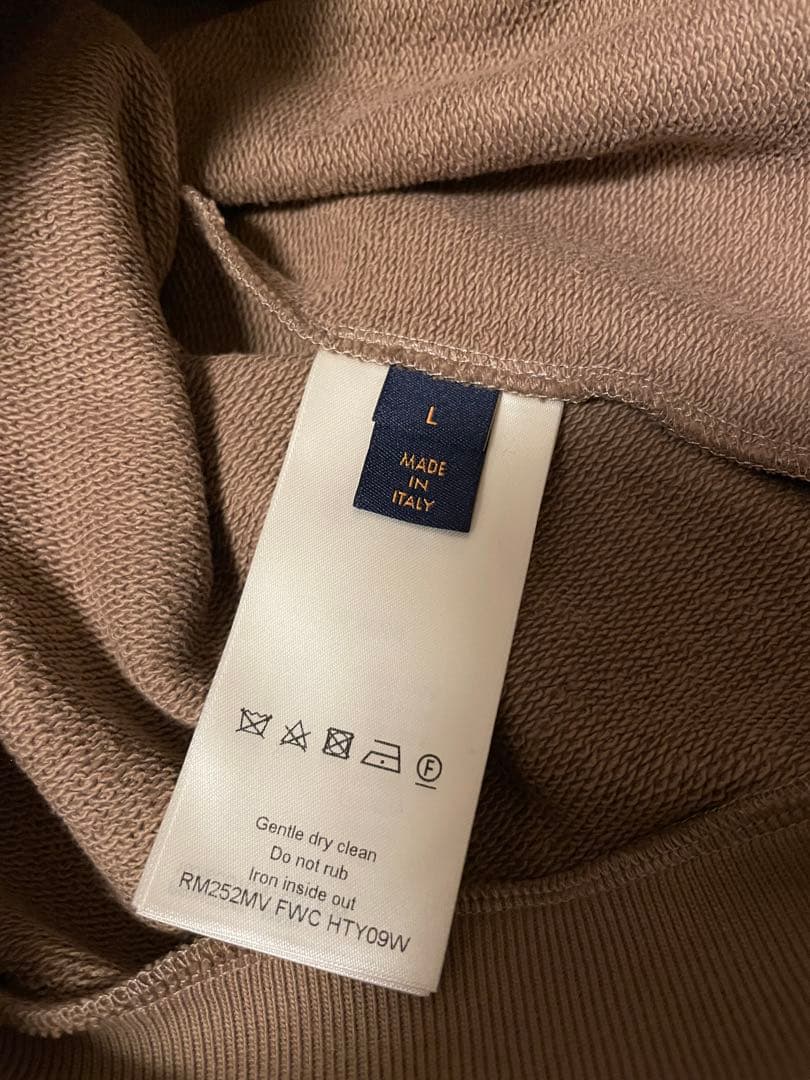 L
MADE
IN
ITALY
F
Gentle dry clean
Do not rub
Iron inside out
RM252MV FWC HTY09W